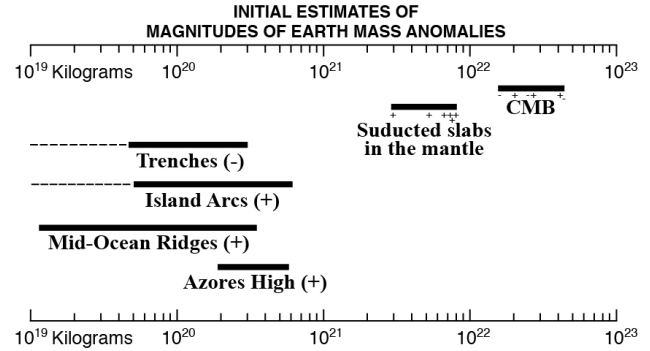 INITIAL ESTIMATES OF
MAGNITUDES OF EARTH MASS ANOMALIES
10¹⁹ Kilograms 10²⁰ 10²¹ 10²² 10²³
CMB
Suducted slabs
in the mantle
Trenches (-)
Island Arcs (+)
Mid-Ocean Ridges (+)
Azores High (+)
10¹⁹ Kilograms 10²⁰ 10²¹ 10²² 10²³